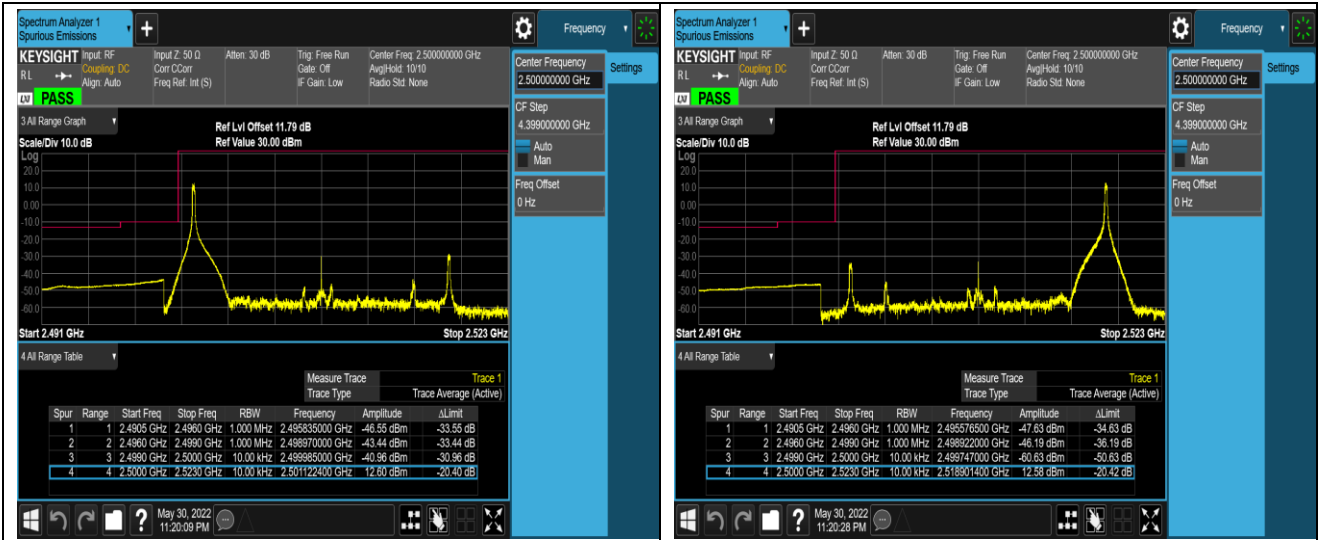 Spectrum Analyzer 1
Spurious Emissions
+
Frequency
KEYSIGHT Input: RF Input Z: 50 Ω Atten: 30 dB Trig: Free Run Center Freq: 2.500000000 GHz
RL Coupling: DC Corr CCorr Gate: Off Avg|Hold: 10/10
Align: Auto Freq Ref: Int (S) IF Gain: Low Radio Std: None
LXI PASS
Center Frequency
2.500000000 GHz
Settings
CF Step
4.399000000 GHz
Auto
Man
Freq Offset
0 Hz
3 All Range Graph
Ref Lvl Offset 11.79 dB
Scale/Div 10.0 dB Ref Value 30.00 dBm
Log
20.0
10.0
0.00
-10.0
-20.0
-30.0
-40.0
-50.0
-60.0
Start 2.491 GHz Stop 2.523 GHz
4 All Range Table
Measure Trace Trace 1
Trace Type Trace Average (Active)
Spur Range Start Freq Stop Freq RBW Frequency Amplitude ΔLimit
1 1 2.4905 GHz 2.4960 GHz 1.000 MHz 2.495835000 GHz -46.55 dBm -33.55 dB
2 2 2.4960 GHz 2.4990 GHz 1.000 MHz 2.498970000 GHz -43.44 dBm -33.44 dB
3 3 2.4990 GHz 2.5000 GHz 10.00 kHz 2.499985000 GHz -40.96 dBm -30.96 dB
4 4 2.5000 GHz 2.5230 GHz 10.00 kHz 2.501122400 GHz 12.60 dBm -20.40 dB
? May 30, 2022
11:20:09 PM
Spectrum Analyzer 1
Spurious Emissions
+
Frequency
KEYSIGHT Input: RF Input Z: 50 Ω Atten: 30 dB Trig: Free Run Center Freq: 2.500000000 GHz
RL Coupling: DC Corr CCorr Gate: Off Avg|Hold: 10/10
Align: Auto Freq Ref: Int (S) IF Gain: Low Radio Std: None
LXI PASS
Center Frequency
2.500000000 GHz
Settings
CF Step
4.399000000 GHz
Auto
Man
Freq Offset
0 Hz
3 All Range Graph
Ref Lvl Offset 11.79 dB
Scale/Div 10.0 dB Ref Value 30.00 dBm
Log
20.0
10.0
0.00
-10.0
-20.0
-30.0
-40.0
-50.0
-60.0
Start 2.491 GHz Stop 2.523 GHz
4 All Range Table
Measure Trace Trace 1
Trace Type Trace Average (Active)
Spur Range Start Freq Stop Freq RBW Frequency Amplitude ΔLimit
1 1 2.4905 GHz 2.4960 GHz 1.000 MHz 2.495576500 GHz -47.63 dBm -34.63 dB
2 2 2.4960 GHz 2.4990 GHz 1.000 MHz 2.498922000 GHz -46.19 dBm -36.19 dB
3 3 2.4990 GHz 2.5000 GHz 10.00 kHz 2.499747000 GHz -60.63 dBm -50.63 dB
4 4 2.5000 GHz 2.5230 GHz 10.00 kHz 2.518901400 GHz 12.58 dBm -20.42 dB
? May 30, 2022
11:20:28 PM